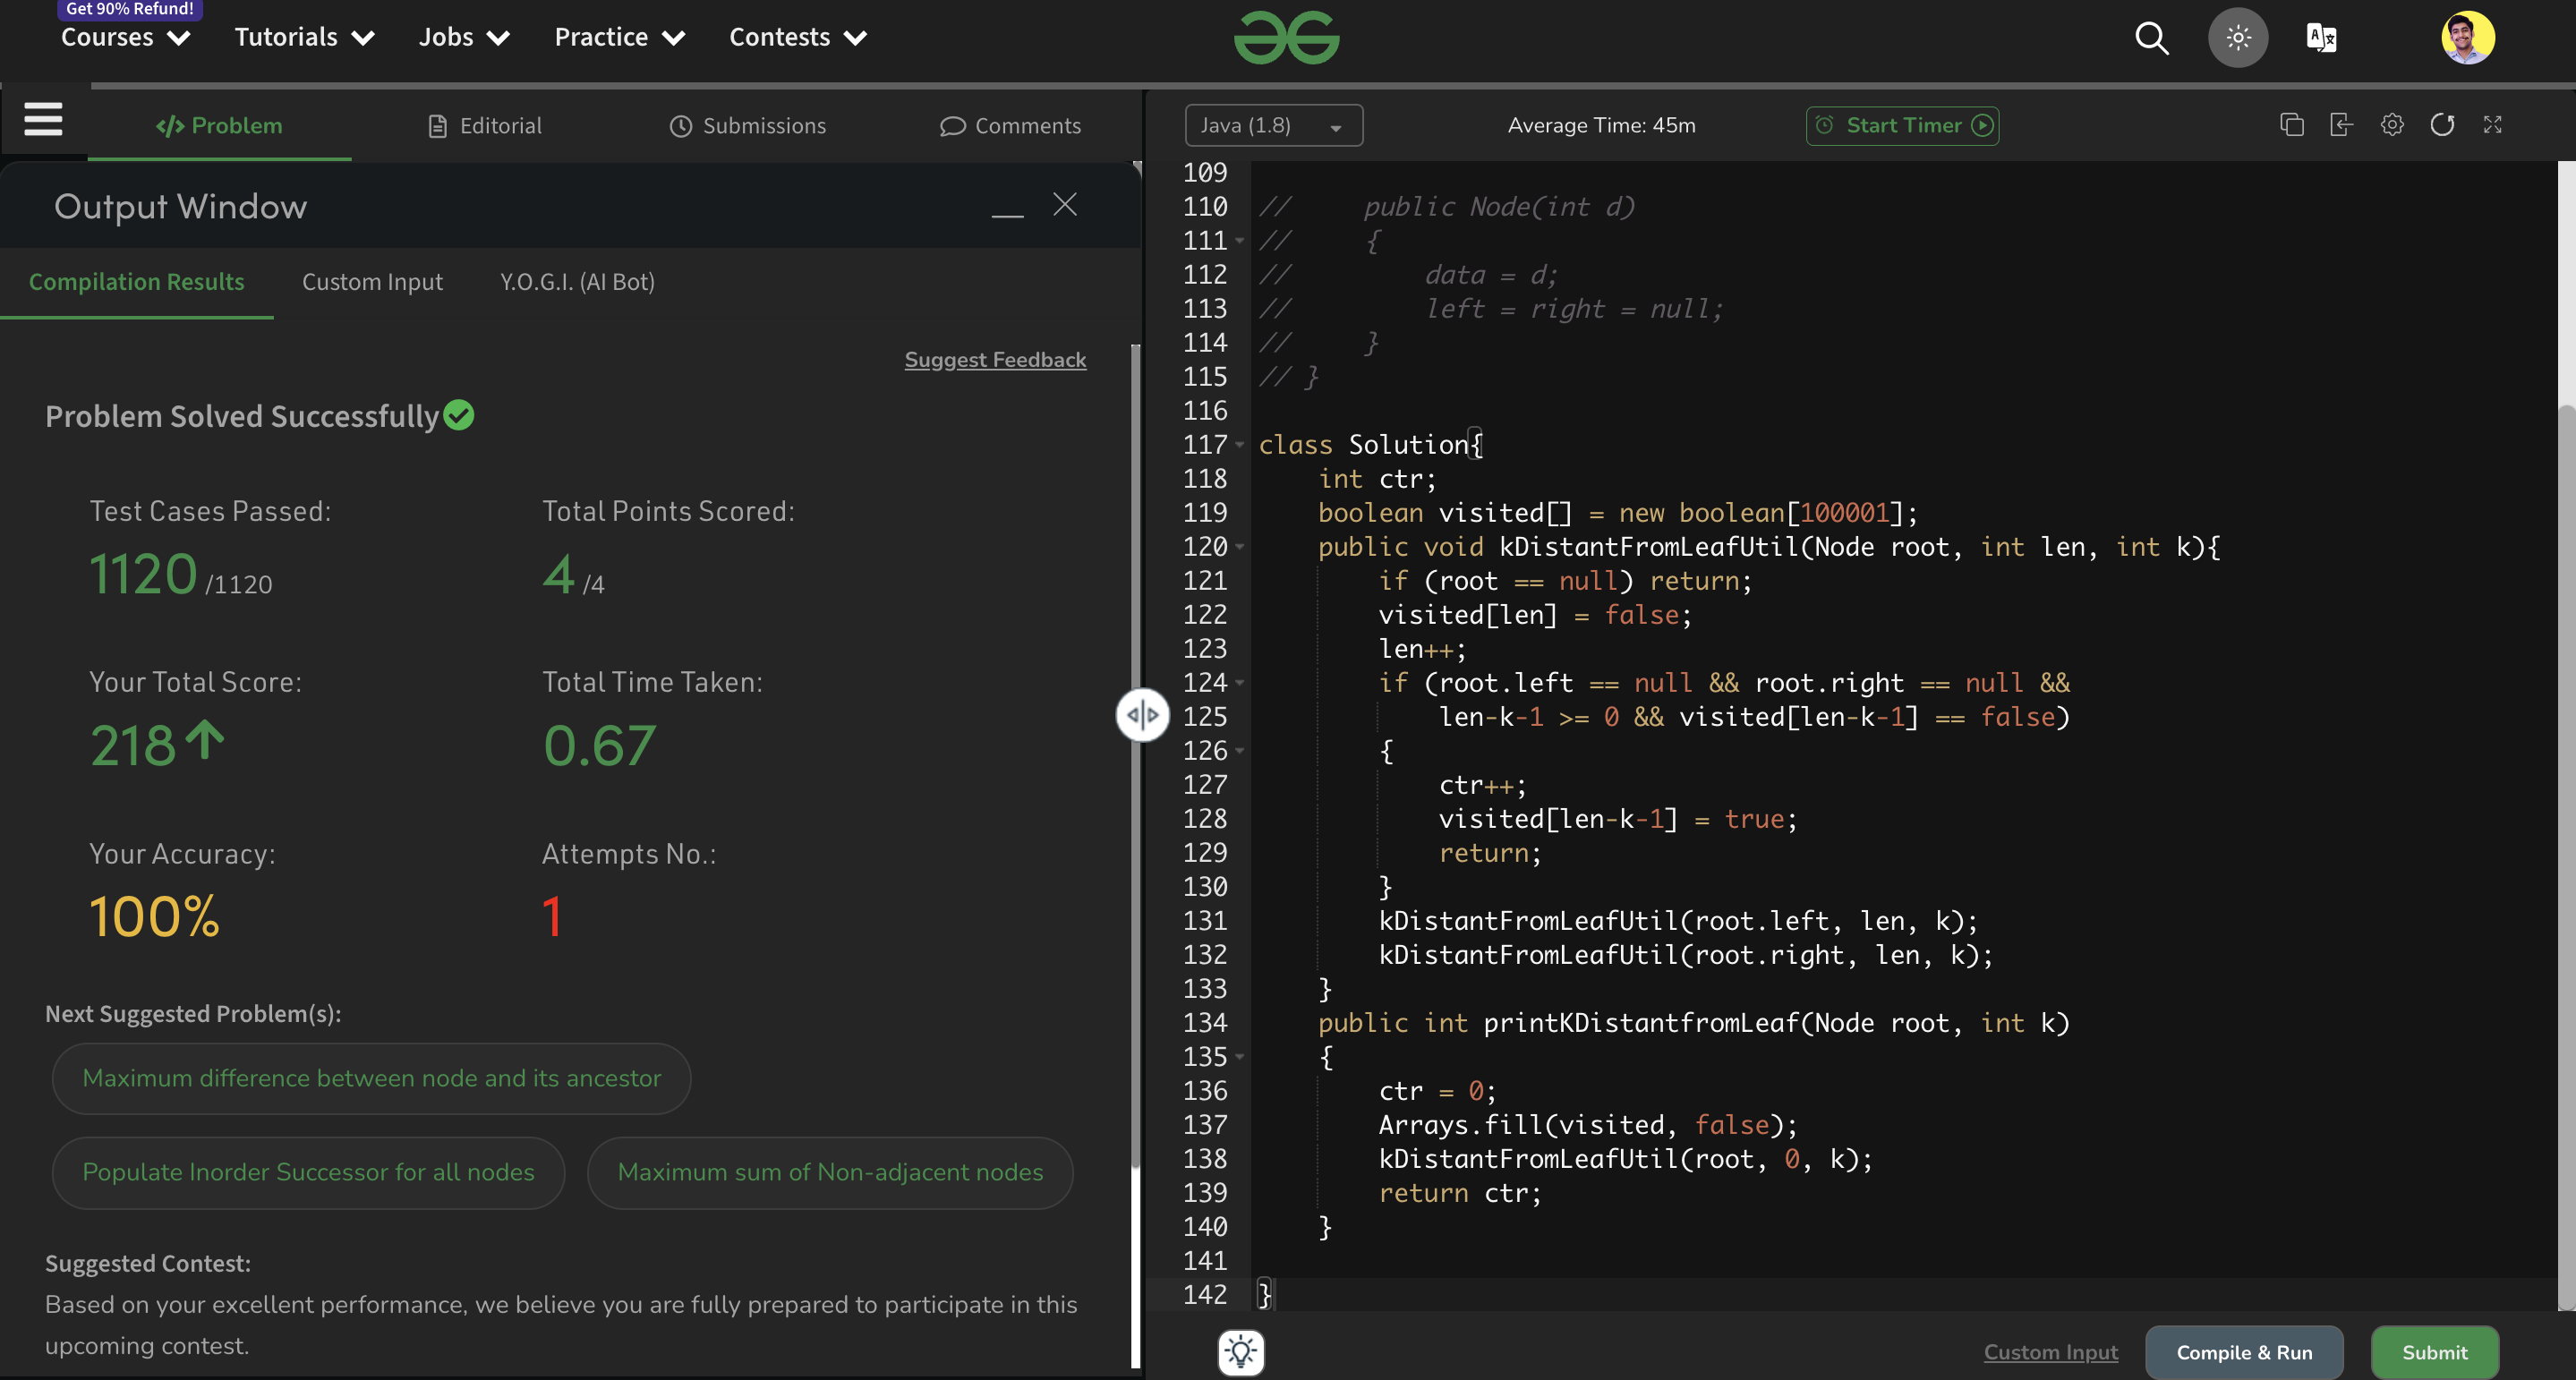 Get 90% Refund!
Courses Tutorials Jobs Practice Contests
Problem Editorial Submissions Comments
Output Window
Compilation Results Custom Input Y.O.G.I. (AI Bot)
Suggest Feedback
Problem Solved Successfully
Test Cases Passed: Total Points Scored:
1120 /1120 4 /4
Your Total Score: Total Time Taken:
218 0.67
Your Accuracy: Attempts No.:
100% 1
Next Suggested Problem(s):
Maximum difference between node and its ancestor
Populate Inorder Successor for all nodes Maximum sum of Non-adjacent nodes
Suggested Contest:
Based on your excellent performance, we believe you are fully prepared to participate in this
upcoming contest.
Java (1.8) Average Time: 45m Start Timer
109
110 //     public Node(int d)
111 //     {
112 //         data = d;
113 //         left = right = null;
114 //     }
115 // }
116
117 class Solution{
118     int ctr;
119     boolean visited[] = new boolean[100001];
120     public void kDistantFromLeafUtil(Node root, int len, int k){
121         if (root == null) return;
122         visited[len] = false;
123         len++;
124         if (root.left == null && root.right == null &&
125             len-k-1 >= 0 && visited[len-k-1] == false)
126         {
127             ctr++;
128             visited[len-k-1] = true;
129             return;
130         }
131         kDistantFromLeafUtil(root.left, len, k);
132         kDistantFromLeafUtil(root.right, len, k);
133     }
134     public int printKDistantfromLeaf(Node root, int k)
135     {
136         ctr = 0;
137         Arrays.fill(visited, false);
138         kDistantFromLeafUtil(root, 0, k);
139         return ctr;
140     }
141
142 }
Custom Input Compile & Run Submit